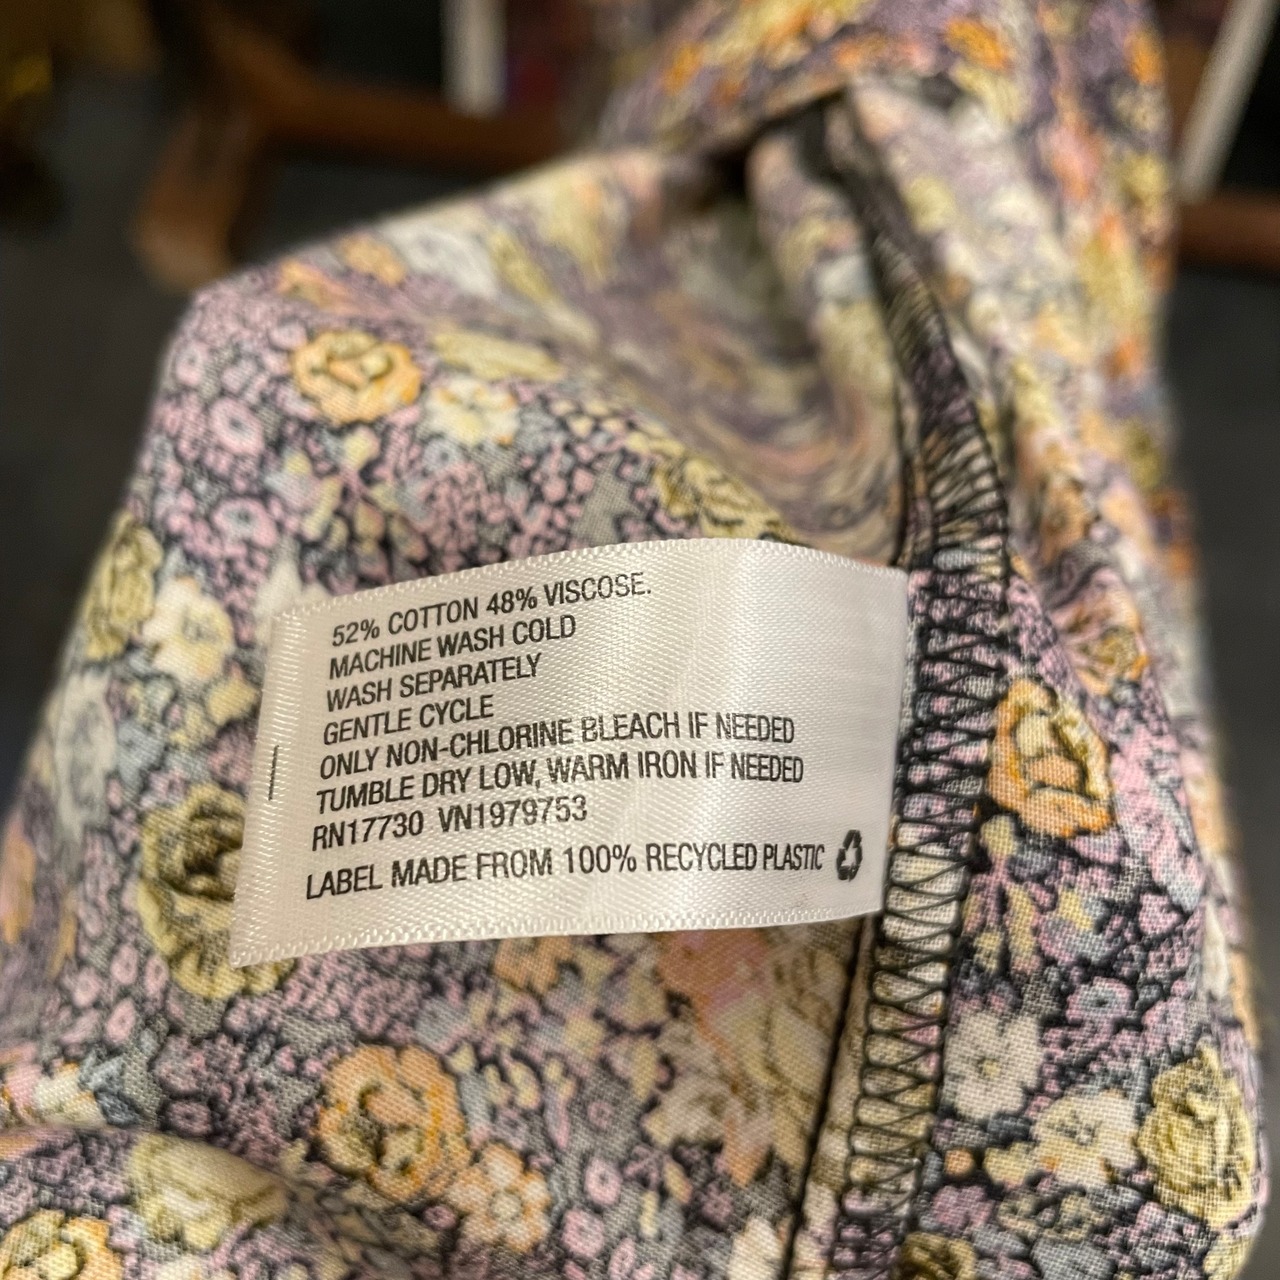 52% COTTON 48% VISCOSE.
MACHINE WASH COLD
WASH SEPARATELY
GENTLE CYCLE
ONLY NON-CHLORINE BLEACH IF NEEDED
TUMBLE DRY LOW, WARM IRON IF NEEDED
RN17730 VN1979753
LABEL MADE FROM 100% RECYCLED PLASTIC